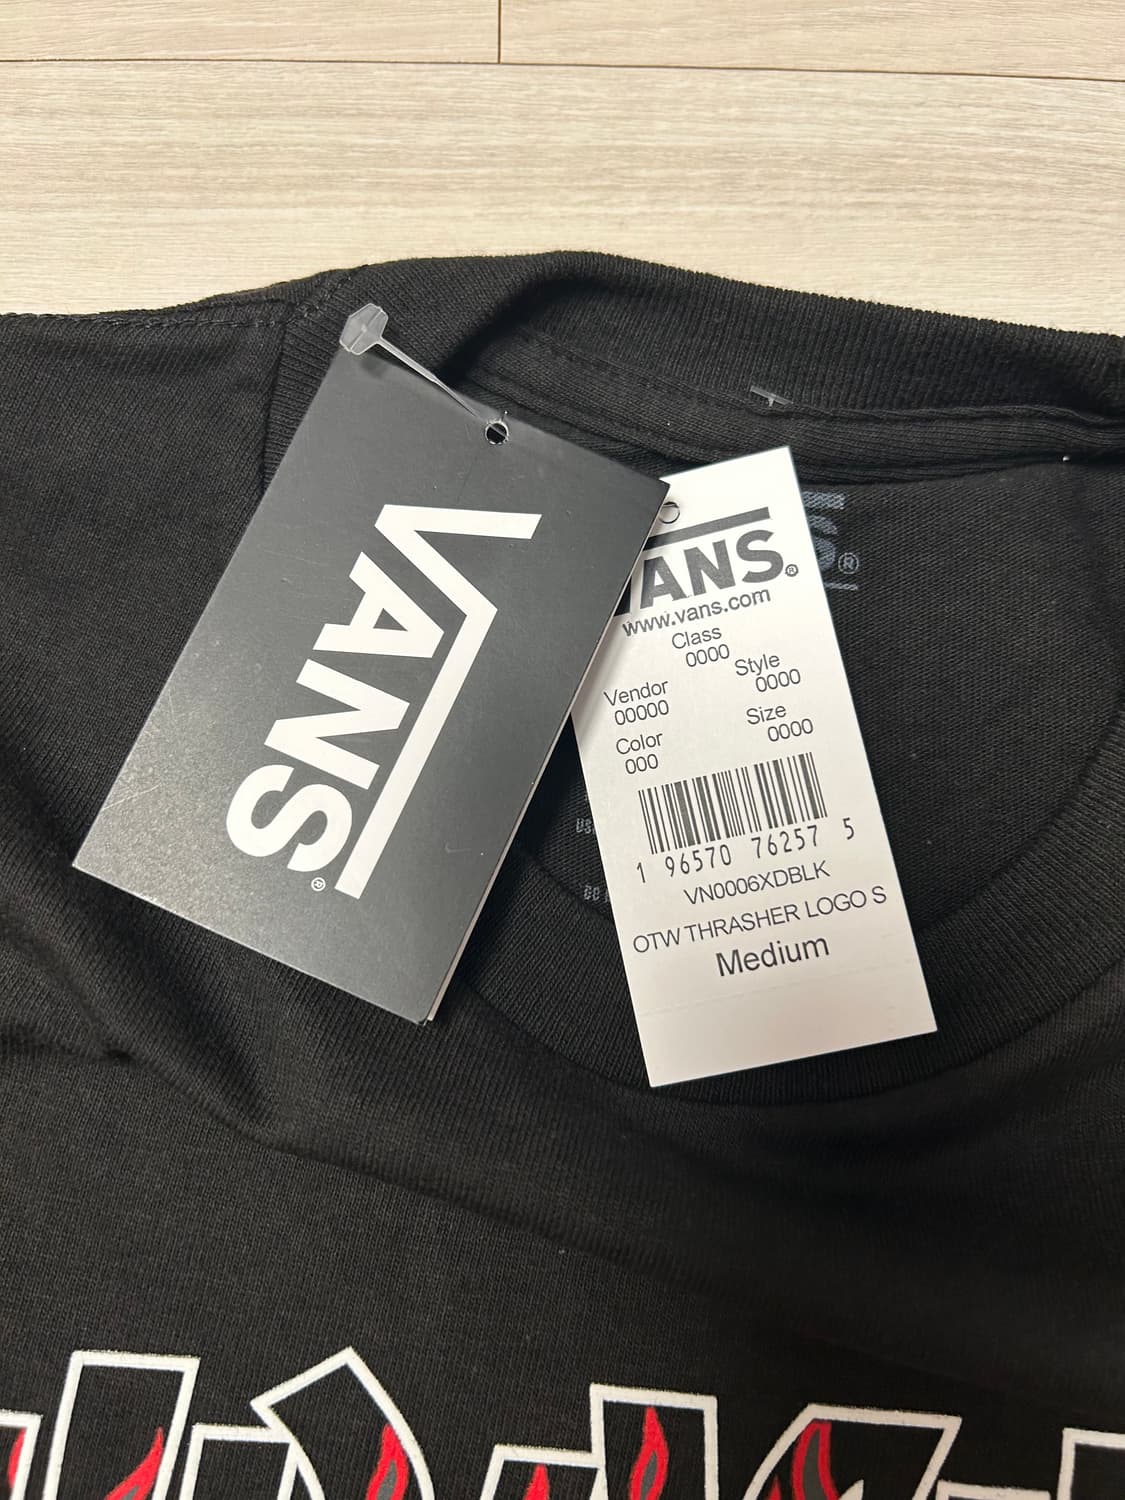 VANS®
VANS®
www.vans.com
Class
0000
Style
0000
Vendor
00000
Size
0000
Color
000
1 96570 76257 5
VN0006XDBLK
OTW THRASHER LOGO S
Medium